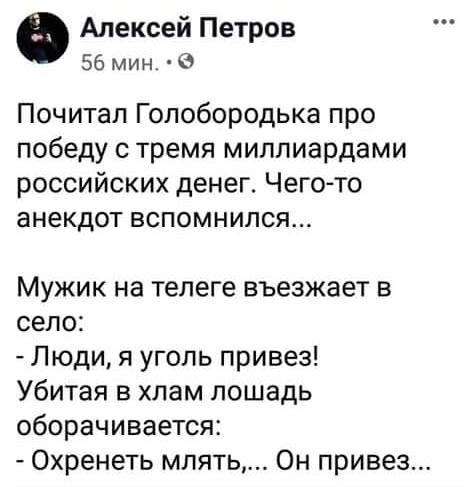 Алексей Петров
56 мин. •
Почитал Голобородька про
победу с тремя миллиардами
российских денег. Чего-то
анекдот вспомнился...
Мужик на телеге въезжает в
село:
- Люди, я уголь привез!
Убитая в хлам лошадь
оборачивается:
- Охренеть млять,... Он привез...